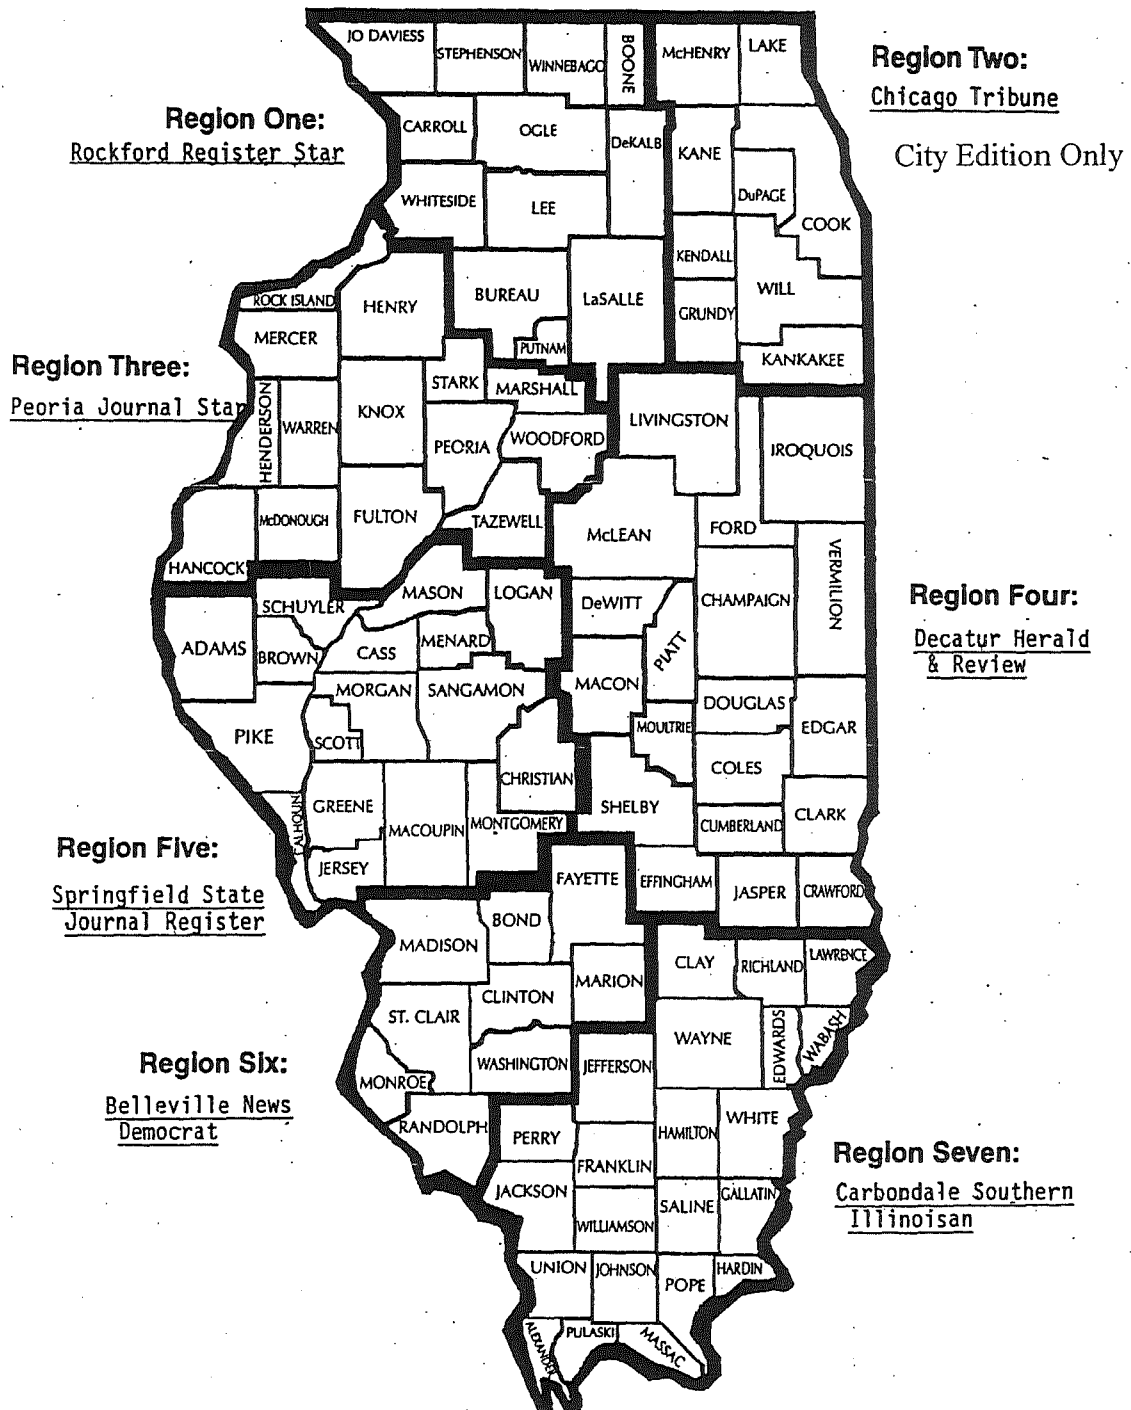 JO DAVIESS
STEPHENSON
WINNEBAGO
BOONE
McHENRY
LAKE
Region Two:
Chicago Tribune
City Edition Only
Region One:
Rockford Register Star
CARROLL
OGLE
DeKALB
KANE
DuPAGE
COOK
WHITESIDE
LEE
KENDALL
WILL
ROCK ISLAND
HENRY
BUREAU
LaSALLE
GRUNDY
MERCER
PUTNAM
KANKAKEE
Region Three:
Peoria Journal Star
HENDERSON
WARREN
KNOX
STARK
MARSHALL
PEORIA
WOODFORD
LIVINGSTON
IROQUOIS
HANCOCK
McDONOUGH
FULTON
TAZEWELL
McLEAN
FORD
VERMILION
SCHUYLER
MASON
LOGAN
DeWITT
CHAMPAIGN
Region Four:
Decatur Herald
& Review
ADAMS
BROWN
CASS
MENARD
MACON
PIATT
PIKE
SCOTT
MORGAN
SANGAMON
CHRISTIAN
MOULTRIE
DOUGLAS
EDGAR
COLES
SHELBY
CUMBERLAND
CLARK
CALHOUN
GREENE
MACOUPIN
MONTGOMERY
JERSEY
Region Five:
Springfield State
Journal Register
FAYETTE
EFFINGHAM
JASPER
CRAWFORD
MADISON
BOND
MARION
CLAY
RICHLAND
LAWRENCE
ST. CLAIR
CLINTON
WASHINGTON
JEFFERSON
WAYNE
EDWARDS
WABASH
Region Six:
Belleville News
Democrat
MONROE
RANDOLPH
PERRY
FRANKLIN
HAMILTON
WHITE
JACKSON
WILLIAMSON
SALINE
GALLATIN
Region Seven:
Carbondale Southern
Illinoisan
UNION
JOHNSON
POPE
HARDIN
ALEXANDER
PULASKI
MASSAC